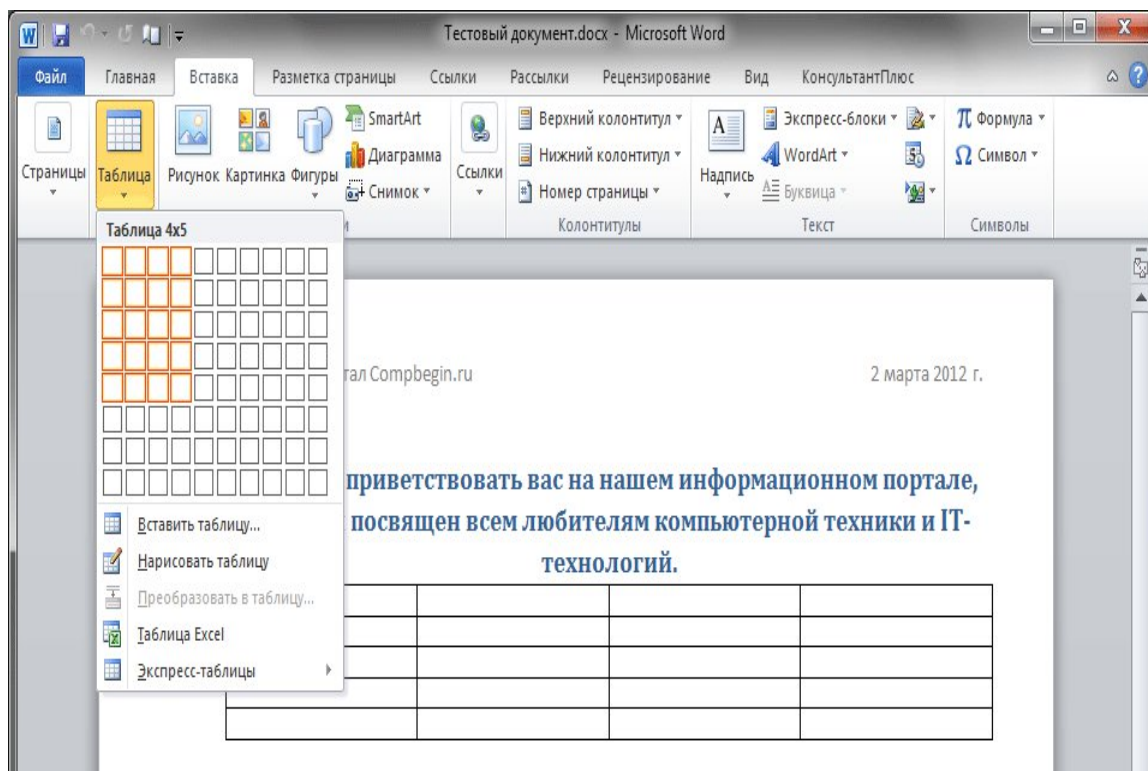 Тестовый документ.docx - Microsoft Word
Файл Главная Вставка Разметка страницы Ссылки Рассылки Рецензирование Вид КонсультантПлюс
Страницы
Таблица
Рисунок Картинка Фигуры
SmartArt
Диаграмма
Снимок
Ссылки
Верхний колонтитул
Нижний колонтитул
Номер страницы
Колонтитулы
Надпись
Экспресс-блоки
WordArt
Буквица
Текст
Формула
Символ
Символы
Таблица 4x5
Вставить таблицу...
Нарисовать таблицу
Преобразовать в таблицу...
Таблица Excel
Экспресс-таблицы
Compbegin.ru 2 марта 2012 г.
приветствовать вас на нашем информационном портале,
посвящен всем любителям компьютерной техники и IT-
технологий.